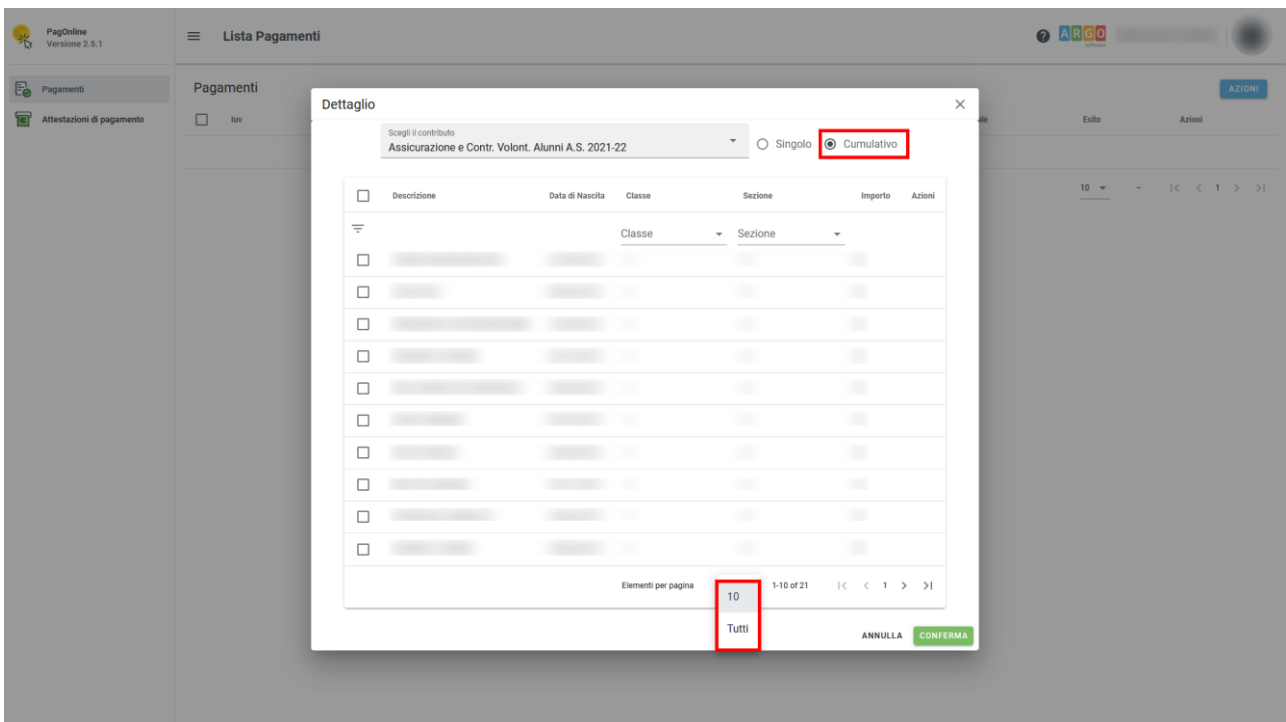 PagOnline
Versione 2.5.1
Lista Pagamenti
ARGO
software
Pagamenti
Attestazioni di pagamento
Pagamenti
AZIONI
Iuv
Esito
Azioni
10
–
1
Dettaglio
Scegli il contributo
Assicurazione e Contr. Volont. Alunni A.S. 2021-22
Singolo
Cumulativo
Descrizione
Data di Nascita
Classe
Sezione
Importo
Azioni
Classe
Sezione
Elementi per pagina
1-10 of 21
1
10
Tutti
ANNULLA
CONFERMA